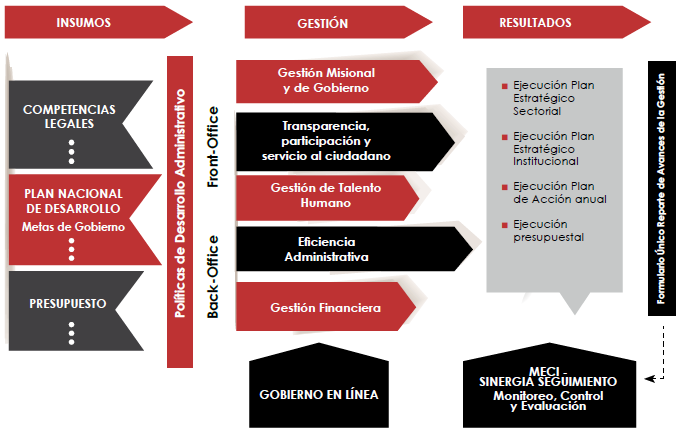 INSUMOS
GESTIÓN
RESULTADOS
COMPETENCIAS
LEGALES
PLAN NACIONAL
DE DESARROLLO
Metas de Gobierno
PRESUPUESTO
Políticas de Desarrollo Administrativo
Front-Office
Back-Office
Gestión Misional
y de Gobierno
Transparencia,
participación y
servicio al ciudadano
Gestión de Talento
Humano
Eficiencia
Administrativa
Gestión Financiera
GOBIERNO EN LÍNEA
Ejecución Plan
Estratégico
Sectorial
Ejecución Plan
Estratégico
Institucional
Ejecución Plan
de Acción anual
Ejecución
presupuestal
Formulario Único Reporte de Avances de la Gestión
MECI -
SINERGIA SEGUIMIENTO
Monitoreo, Control
y Evaluación